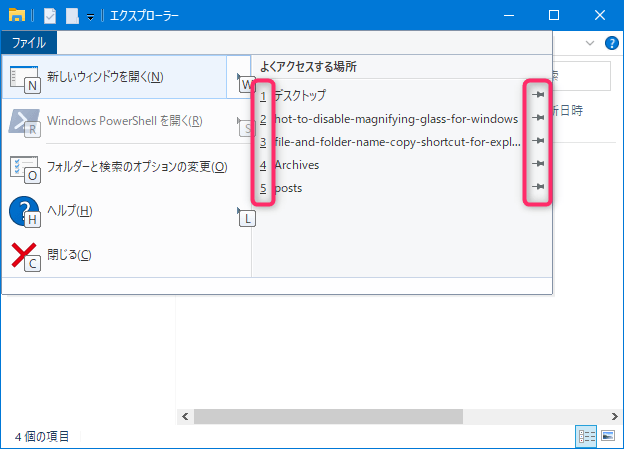 エクスプローラー
ファイル
新しいウィンドウを開く(N)
N
W
Windows PowerShell を開く(R)
R
S
フォルダーと検索のオプションの変更(O)
O
ヘルプ(H)
H
L
閉じる(C)
C
よくアクセスする場所
1 デスクトップ
2 hot-to-disable-magnifying-glass-for-windows
3 file-and-folder-name-copy-shortcut-for-expl...
4 Archives
5 posts
索
新日時
4 個の項目